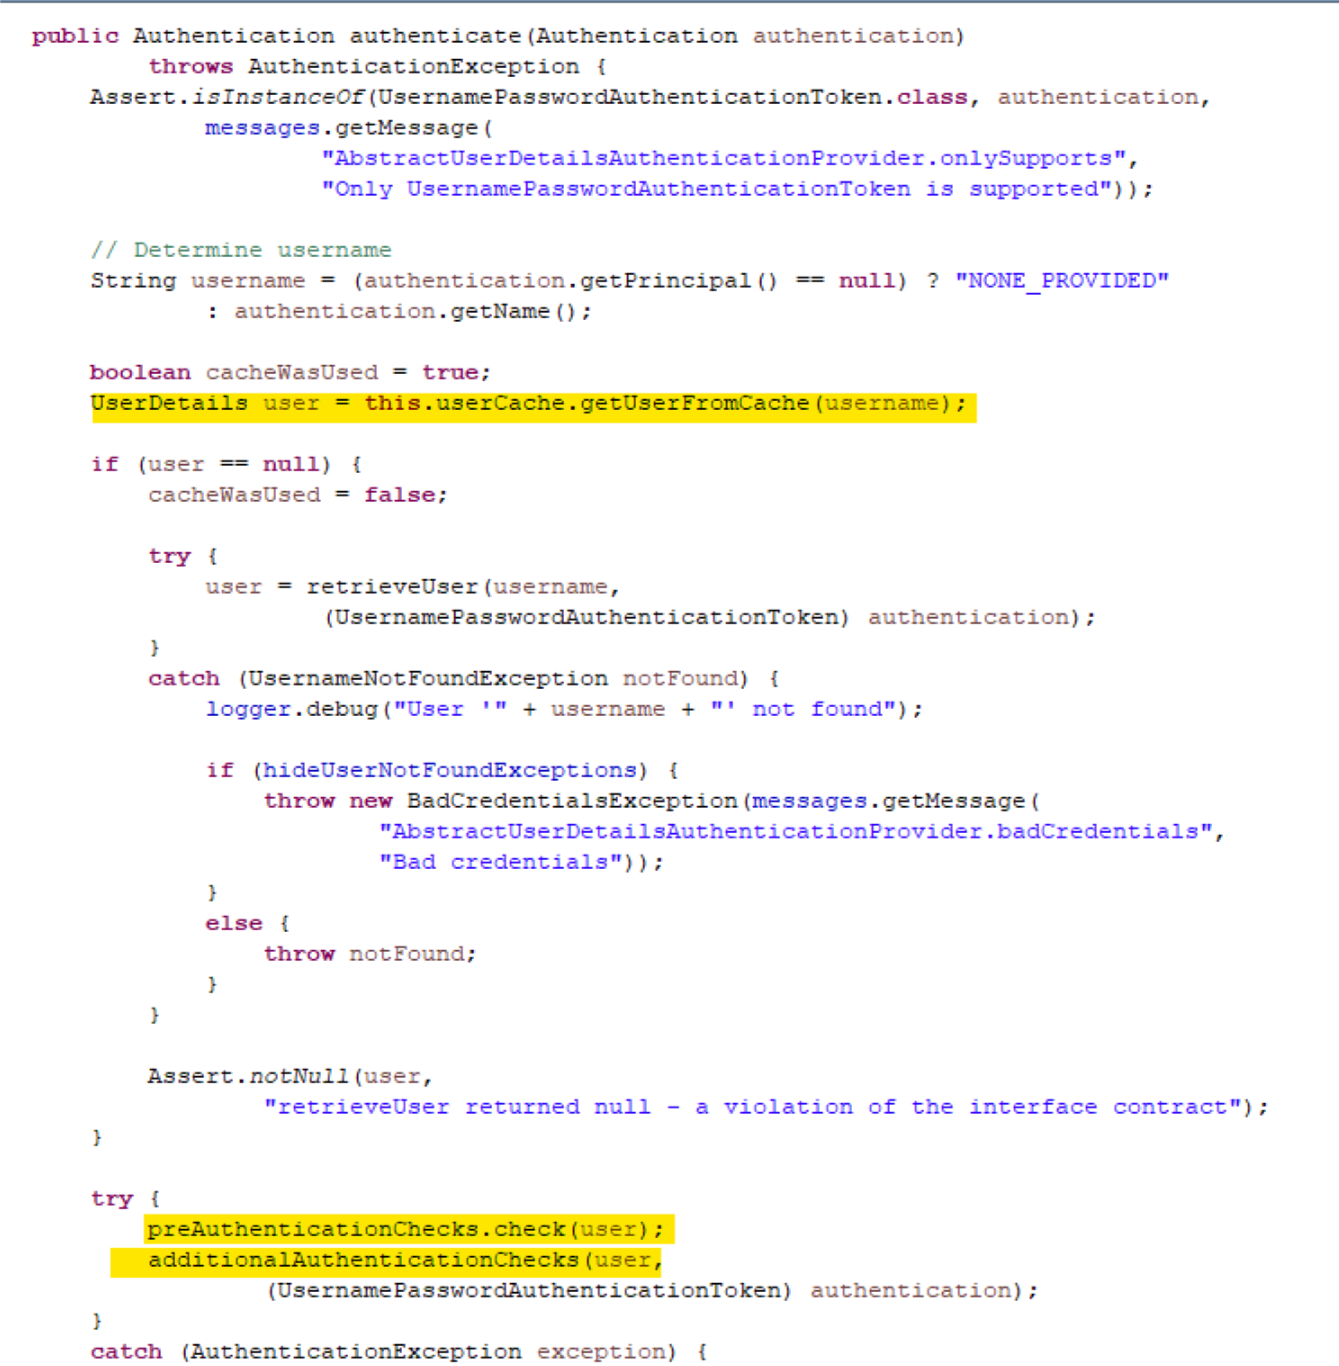 public Authentication authenticate(Authentication authentication)
throws AuthenticationException {
Assert.isInstanceOf(UsernamePasswordAuthenticationToken.class, authentication,
messages.getMessage(
"AbstractUserDetailsAuthenticationProvider.onlySupports",
"Only UsernamePasswordAuthenticationToken is supported"));
// Determine username
String username = (authentication.getPrincipal() == null) ? "NONE_PROVIDED"
: authentication.getName();
boolean cacheWasUsed = true;
UserDetails user = this.userCache.getUserFromCache(username);
if (user == null) {
cacheWasUsed = false;
try {
user = retrieveUser(username,
(UsernamePasswordAuthenticationToken) authentication);
}
catch (UsernameNotFoundException notFound) {
logger.debug("User '" + username + "' not found");
if (hideUserNotFoundExceptions) {
throw new BadCredentialsException(messages.getMessage(
"AbstractUserDetailsAuthenticationProvider.badCredentials",
"Bad credentials"));
}
else {
throw notFound;
}
}
Assert.notNull(user,
"retrieveUser returned null - a violation of the interface contract");
}
try {
preAuthenticationChecks.check(user);
additionalAuthenticationChecks(user,
(UsernamePasswordAuthenticationToken) authentication);
}
catch (AuthenticationException exception) {